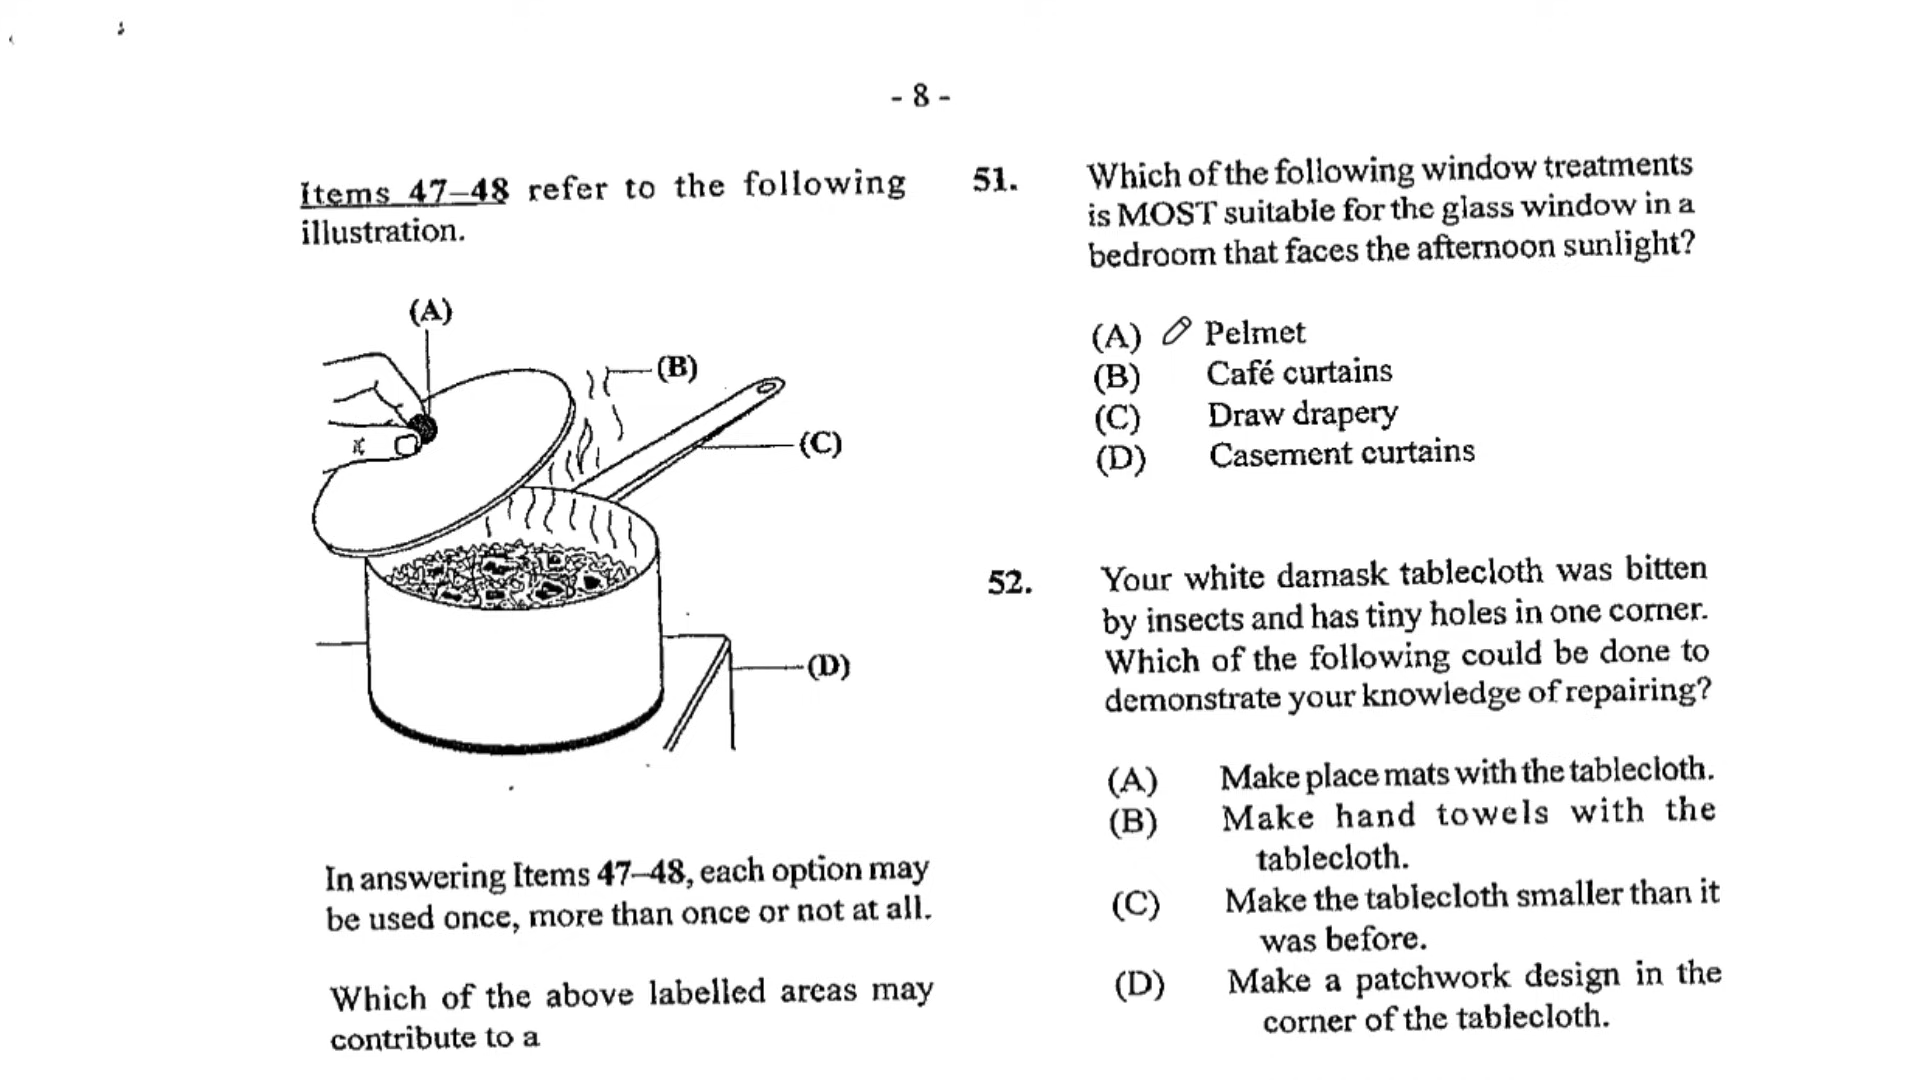 - 8 -
Items 47–48 refer to the following
illustration.
(A)
(B)
(C)
(D)
In answering Items 47–48, each option may
be used once, more than once or not at all.
Which of the above labelled areas may
contribute to a
51. Which of the following window treatments
is MOST suitable for the glass window in a
bedroom that faces the afternoon sunlight?
(A) Pelmet
(B) Café curtains
(C) Draw drapery
(D) Casement curtains
52. Your white damask tablecloth was bitten
by insects and has tiny holes in one corner.
Which of the following could be done to
demonstrate your knowledge of repairing?
(A) Make place mats with the tablecloth.
(B) Make hand towels with the
tablecloth.
(C) Make the tablecloth smaller than it
was before.
(D) Make a patchwork design in the
corner of the tablecloth.